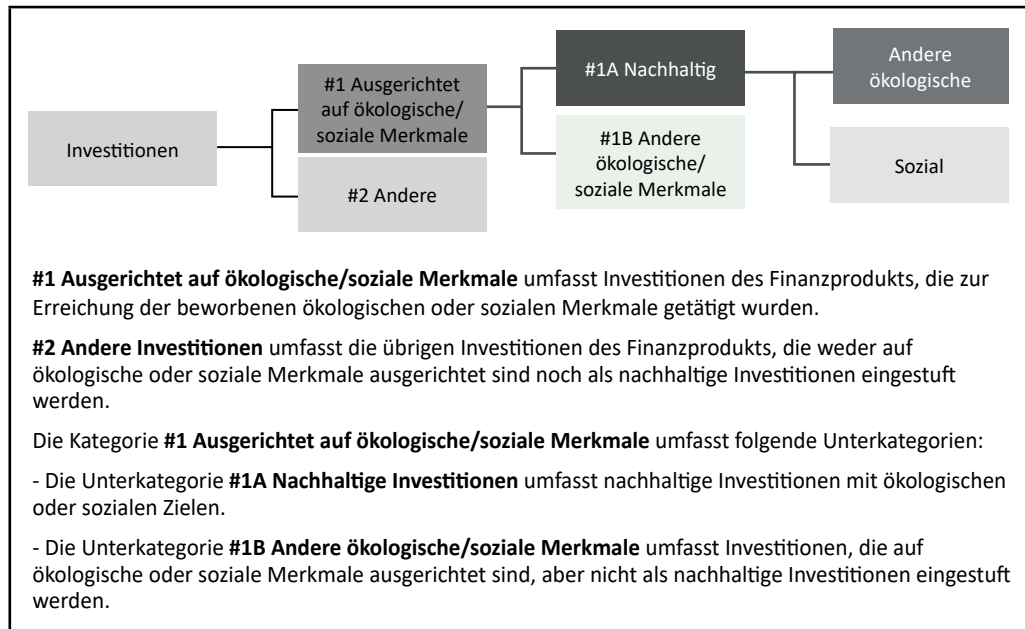 Investitionen
#1 Ausgerichtet
auf ökologische/
soziale Merkmale
#2 Andere
#1A Nachhaltig
#1B Andere
ökologische/
soziale Merkmale
Andere
ökologische
Sozial
#1 Ausgerichtet auf ökologische/soziale Merkmale umfasst Investitionen des Finanzprodukts, die zur
Erreichung der beworbenen ökologischen oder sozialen Merkmale getätigt wurden.
#2 Andere Investitionen umfasst die übrigen Investitionen des Finanzprodukts, die weder auf
ökologische oder soziale Merkmale ausgerichtet sind noch als nachhaltige Investitionen eingestuft
werden.
Die Kategorie #1 Ausgerichtet auf ökologische/soziale Merkmale umfasst folgende Unterkategorien:
- Die Unterkategorie #1A Nachhaltige Investitionen umfasst nachhaltige Investitionen mit ökologischen
oder sozialen Zielen.
- Die Unterkategorie #1B Andere ökologische/soziale Merkmale umfasst Investitionen, die auf
ökologische oder soziale Merkmale ausgerichtet sind, aber nicht als nachhaltige Investitionen eingestuft
werden.